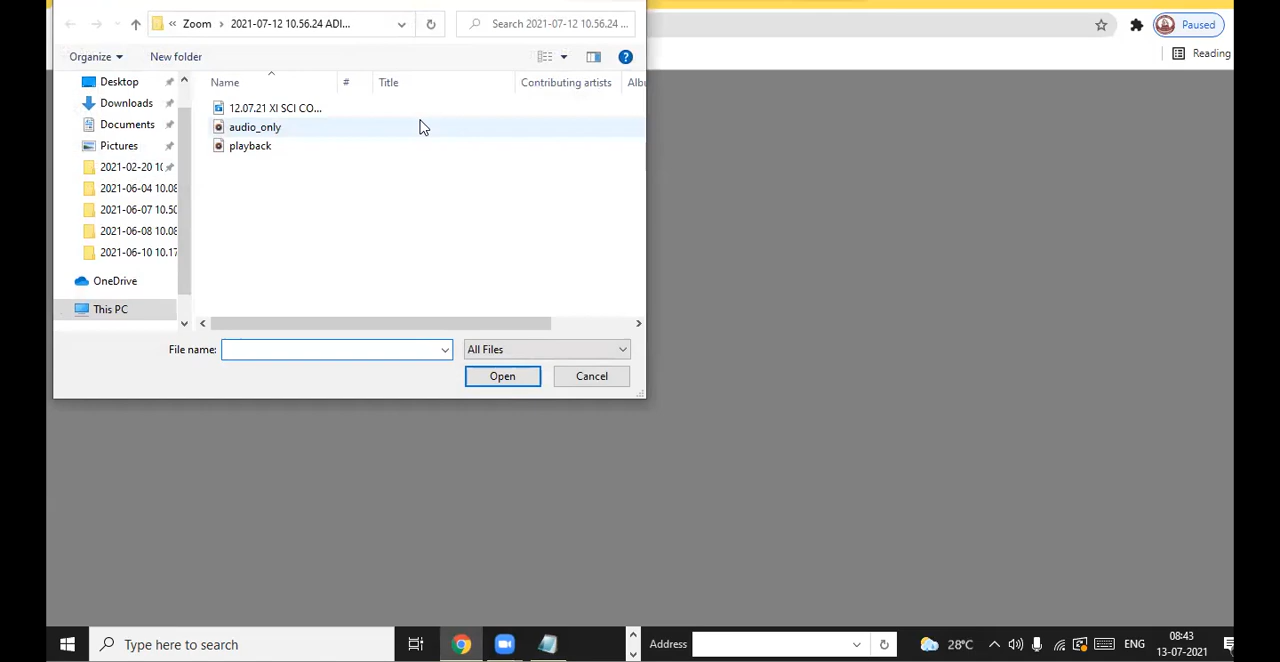 Zoom
2021-07-12 10.56.24 ADI...
Search 2021-07-12 10.56.24 ...
Paused
Organize
New folder
Reading
Desktop
Downloads
Documents
Pictures
2021-02-20 10
2021-06-04 10.08
2021-06-07 10.50
2021-06-08 10.08
2021-06-10 10.17
OneDrive
This PC
Name
#
Title
Contributing artists
Albu
12.07.21 XI SCI CO...
audio_only
playback
File name:
All Files
Open
Cancel
Type here to search
Address
28°C
ENG
08:43
13-07-2021